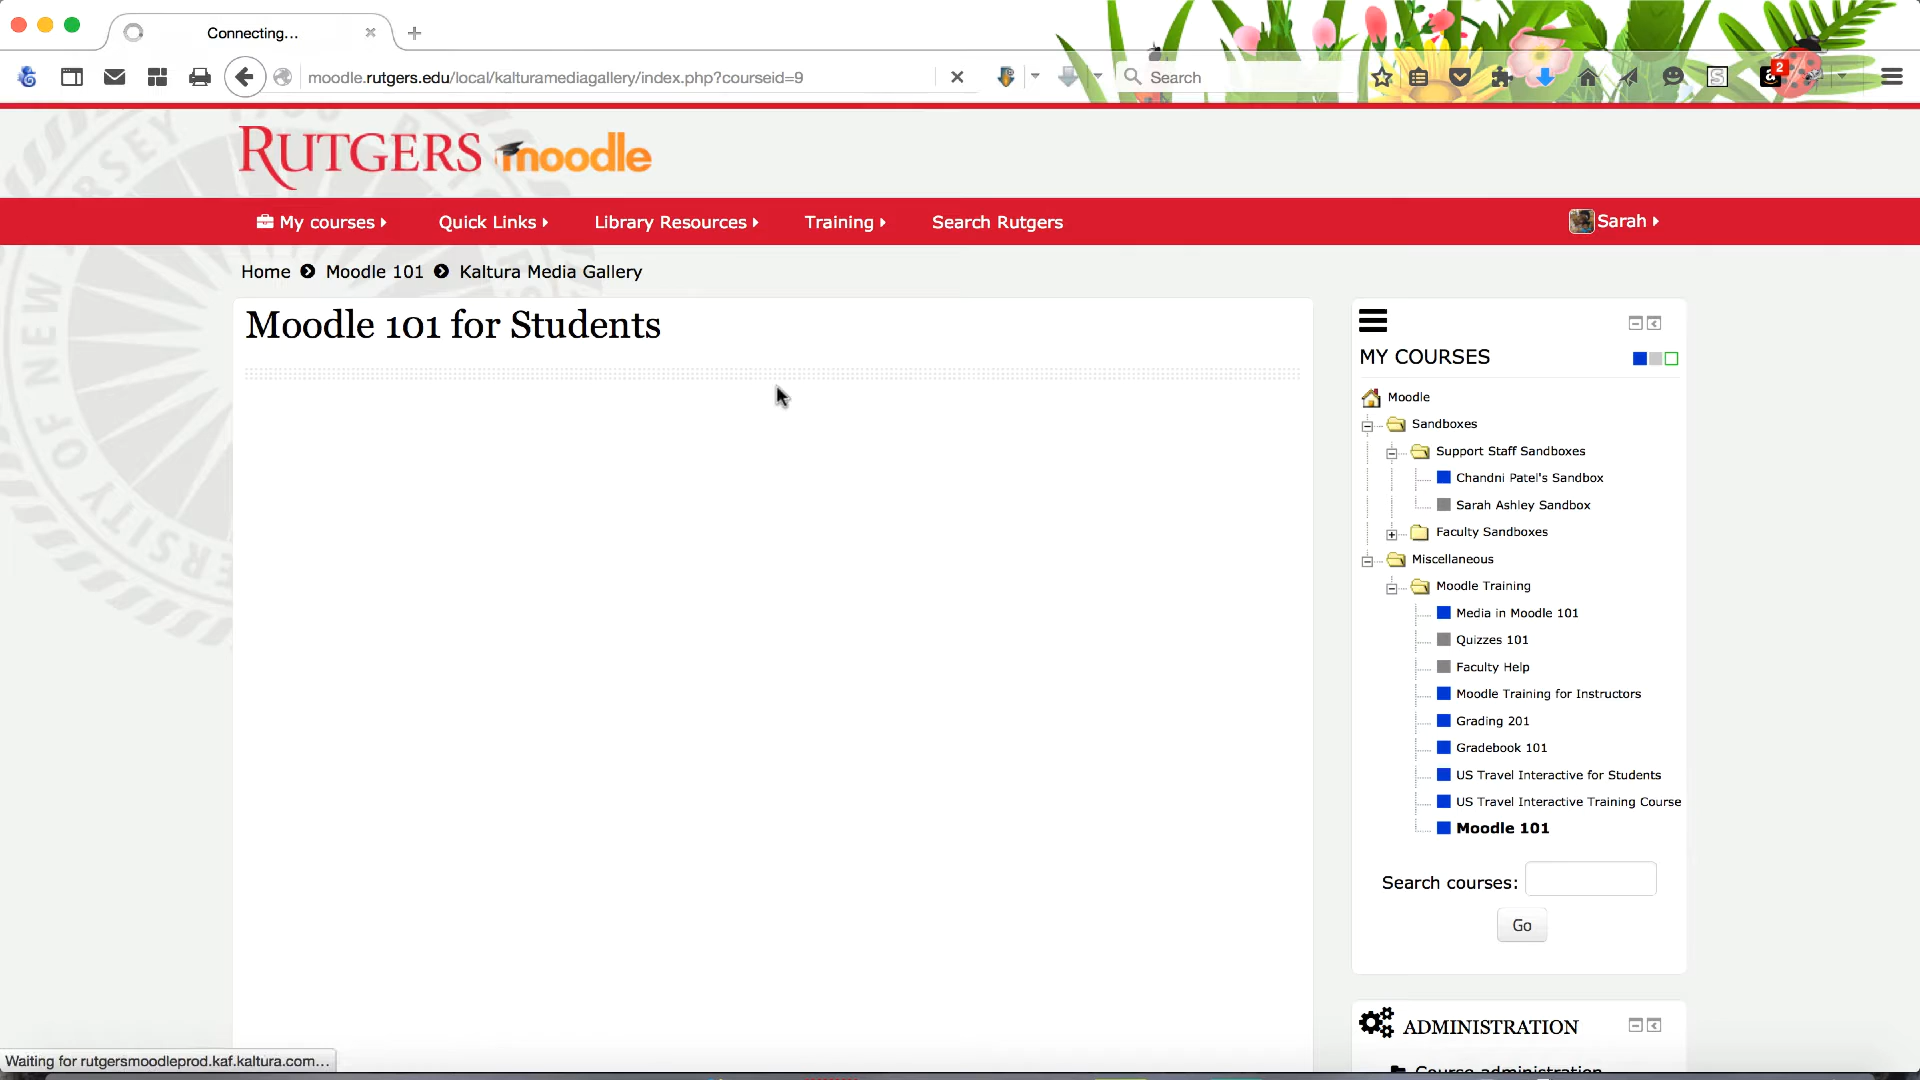 Connecting...
moodle.rutgers.edu/local/kalturamediagallery/index.php?courseid=9
Search
2
RUTGERS moodle
My courses
Quick Links
Library Resources
Training
Search Rutgers
Sarah
Home
Moodle 101
Kaltura Media Gallery
Moodle 101 for Students
MY COURSES
Moodle
Sandboxes
Support Staff Sandboxes
Chandni Patel's Sandbox
Sarah Ashley Sandbox
Faculty Sandboxes
Miscellaneous
Moodle Training
Media in Moodle 101
Quizzes 101
Faculty Help
Moodle Training for Instructors
Grading 201
Gradebook 101
US Travel Interactive for Students
US Travel Interactive Training Course
Moodle 101
Search courses:
Go
ADMINISTRATION
Course administration
Waiting for rutgersmoodleprod.kaf.kaltura.com...